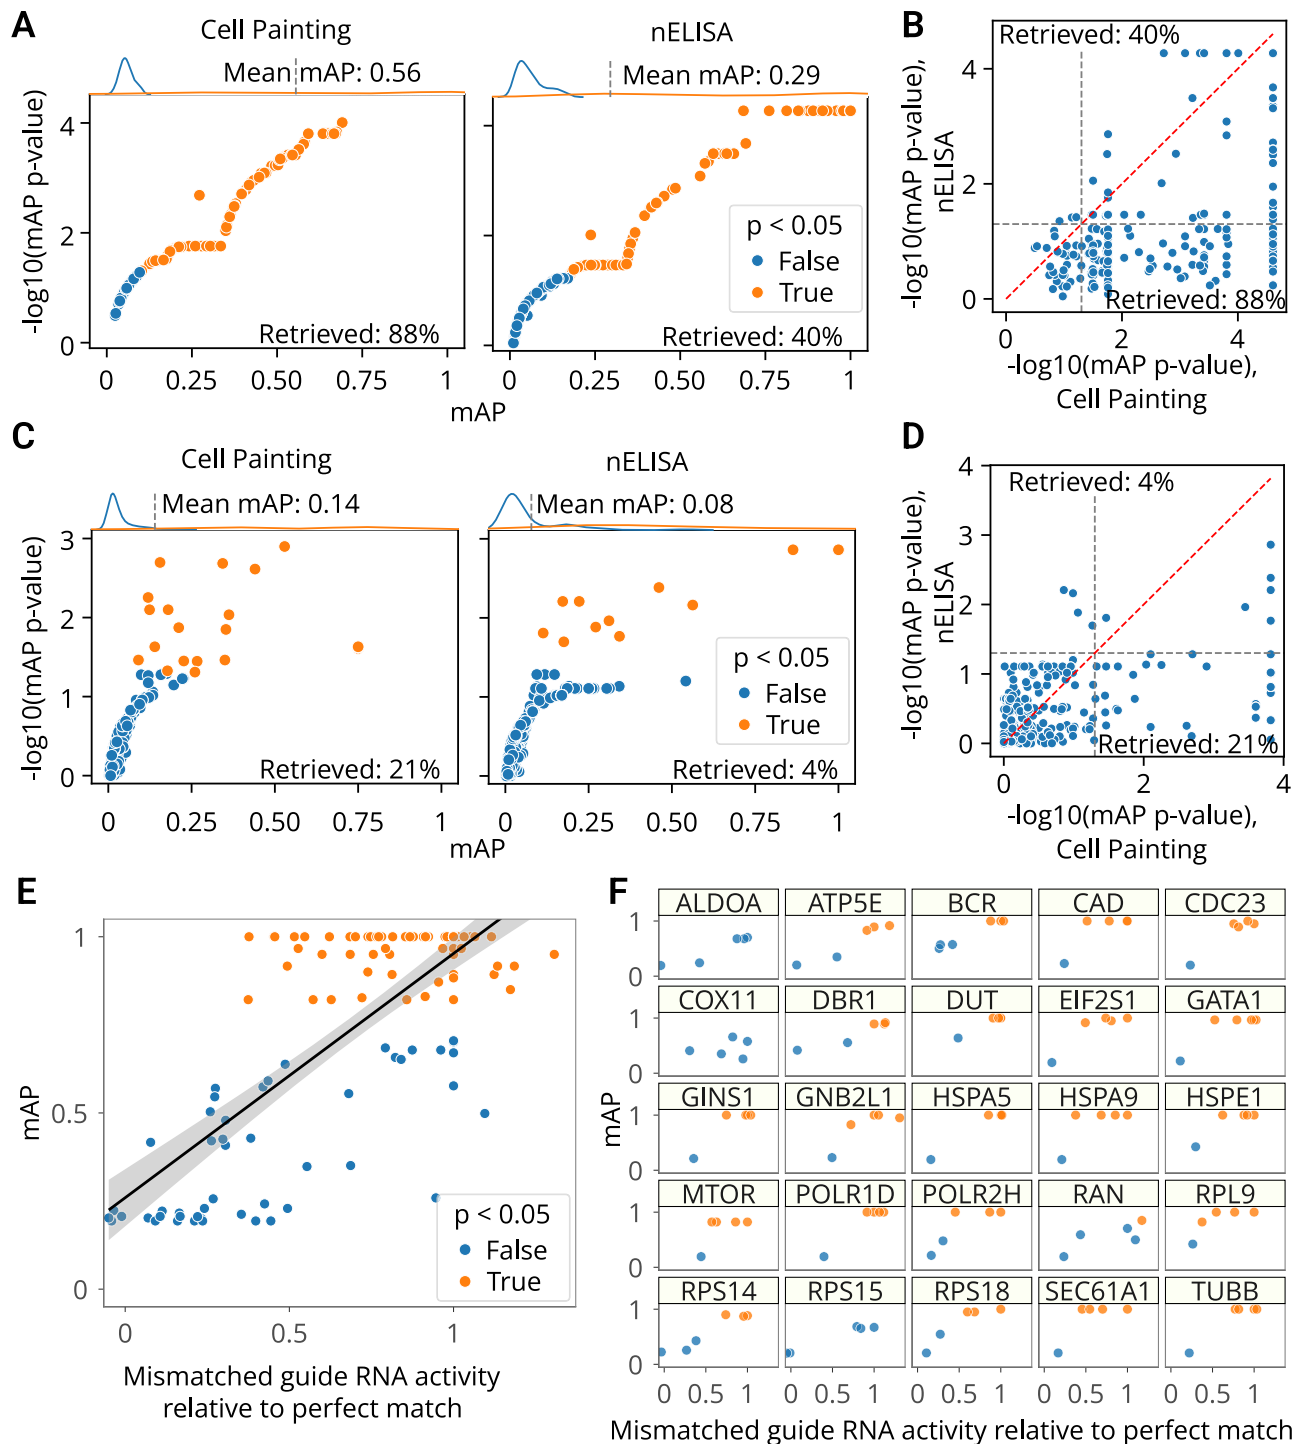 A
Cell Painting
Mean mAP: 0.56
-log10(mAP p-value)
4
2
0
Retrieved: 88%
0
0.25
0.50
0.75
1
mAP
nELISA
Mean mAP: 0.29
p < 0.05
False
True
Retrieved: 40%
0
0.25
0.50
0.75
1
B
Retrieved: 40%
-log10(mAP p-value),
nELISA
4
2
0
Retrieved: 88%
0
2
4
-log10(mAP p-value),
Cell Painting
C
Cell Painting
Mean mAP: 0.14
-log10(mAP p-value)
3
2
1
0
Retrieved: 21%
0
0.25
0.50
0.75
1
mAP
nELISA
Mean mAP: 0.08
p < 0.05
False
True
Retrieved: 4%
0
0.25
0.50
0.75
1
D
Retrieved: 4%
-log10(mAP p-value),
nELISA
4
3
2
1
0
Retrieved: 21%
0
2
4
-log10(mAP p-value),
Cell Painting
E
mAP
1
0.5
0
p < 0.05
False
True
0
0.5
1
Mismatched guide RNA activity
relative to perfect match
F
ALDOA ATP5E BCR CAD CDC23
1
0
COX11 DBR1 DUT EIF2S1 GATA1
1
0
GINS1 GNB2L1 HSPA5 HSPA9 HSPE1
1
0
mAP
MTOR POLR1D POLR2H RAN RPL9
1
0
RPS14 RPS15 RPS18 SEC61A1 TUBB
1
0
0 0.5 1 0 0.5 1 0 0.5 1 0 0.5 1 0 0.5 1
Mismatched guide RNA activity relative to perfect match